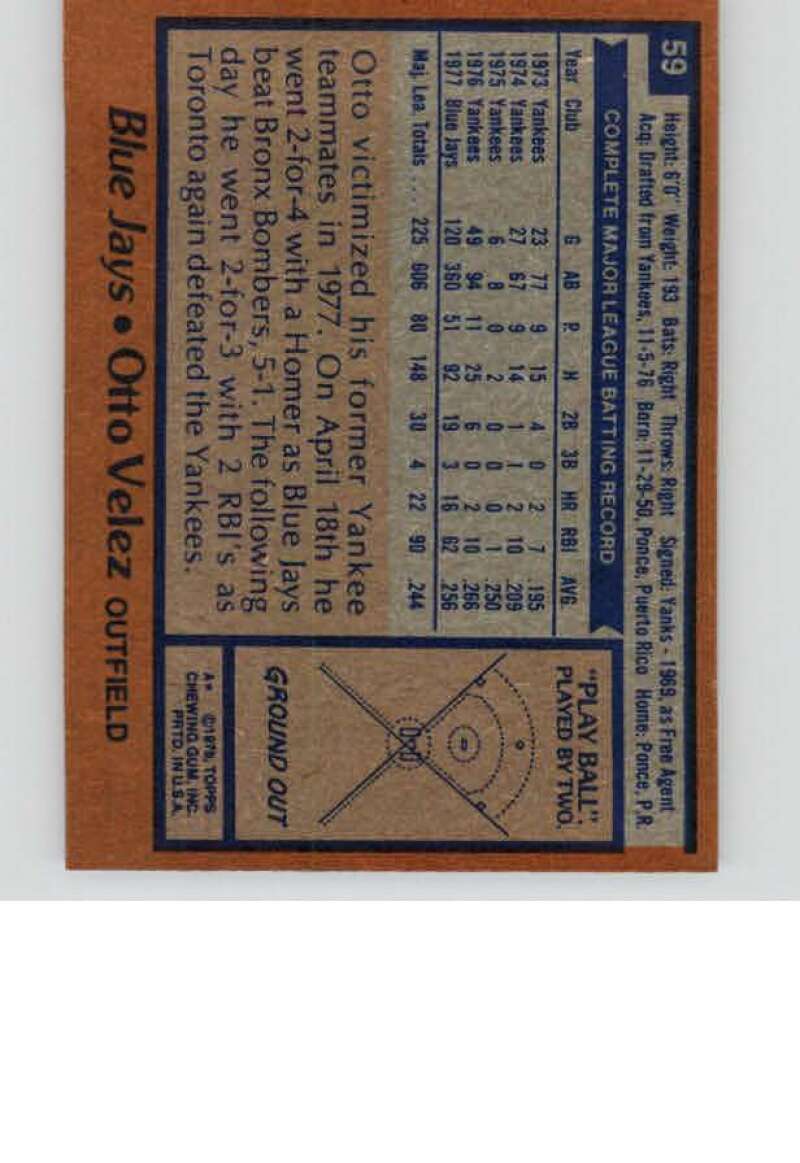 59
Height: 6'0" Weight: 193 Bats: Right Throws: Right Signed: Yanks - 1969, as Free Agent
Acq: Drafted from Yankees, 11-5-76 Born: 11-29-50, Ponce, Puerto Rico Home: Ponce, P.R.
COMPLETE MAJOR LEAGUE BATTING RECORD
Year Club G AB R H 2B 3B HR RBI AVG
1973 Yankees 23 77 9 15 4 0 2 7 .195
1974 Yankees 27 67 9 14 1 1 2 10 .209
1975 Yankees 6 8 0 2 0 0 0 1 .250
1976 Yankees 49 94 11 25 6 0 2 10 .266
1977 Blue Jays 120 360 51 92 19 3 16 62 .256
Maj. Lea. Totals .... 225 606 80 148 30 4 22 90 .244
Otto victimized his former Yankee
teammates in 1977. On April 18th he
went 2-for-4 with a Homer as Blue Jays
beat Bronx Bombers, 5-1. The following
day he went 2-for-3 with 2 RBI's as
Toronto again defeated the Yankees.
"PLAY BALL"
PLAYED BY TWO.
GROUND OUT
A* ©1978, TOPPS
CHEWING GUM, INC.
PRTD. IN U.S.A.
Blue Jays • Otto Velez OUTFIELD